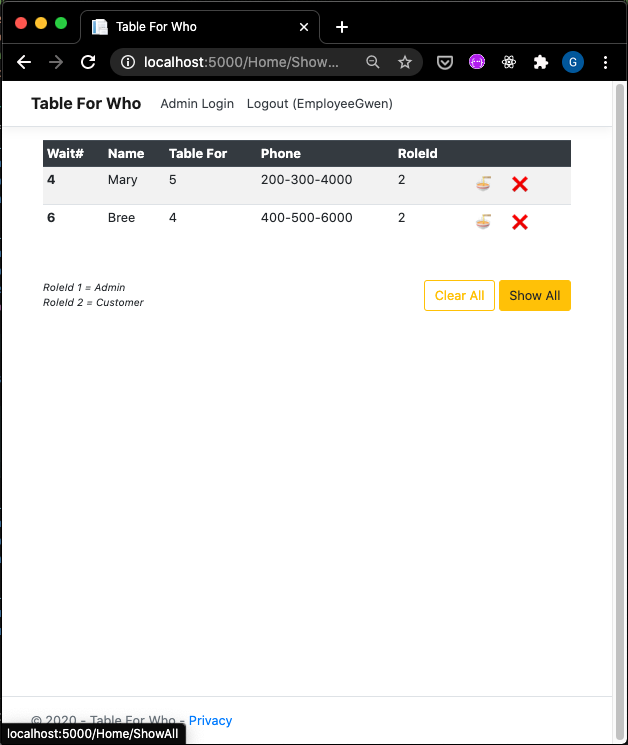 Table For Who
localhost:5000/Home/Show...
G
Table For Who Admin Login Logout (EmployeeGwen)
Wait# Name Table For Phone RoleId
4 Mary 5 200-300-4000 2
6 Bree 4 400-500-6000 2
RoleId 1 = Admin
RoleId 2 = Customer
Clear All Show All
© 2020 - Table For Who - Privacy
localhost:5000/Home/ShowAll